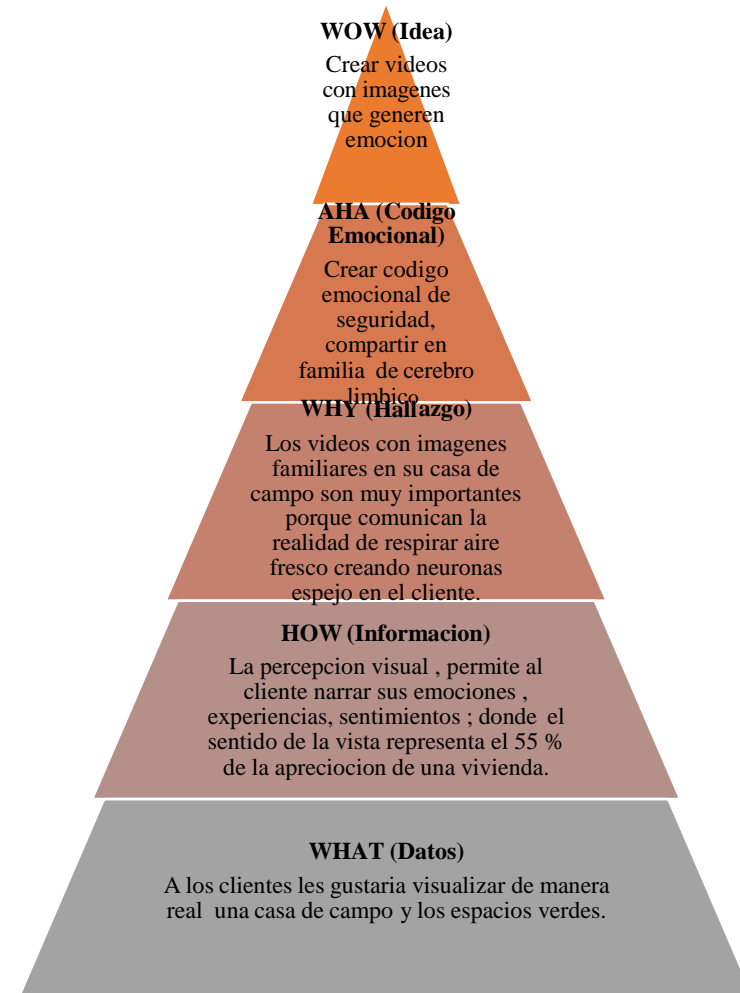 WOW (Idea)
Crear videos
con imagenes
que generen
emocion
AHA (Codigo
Emocional)
Crear codigo
emocional de
seguridad,
compartir en
familia de cerebro
limbico
WHY (Hallazgo)
Los videos con imagenes
familiares en su casa de
campo son muy importantes
porque comunican la
realidad de respirar aire
fresco creando neuronas
espejo en el cliente.
HOW (Informacion)
La percepcion visual , permite al
cliente narrar sus emociones ,
experiencias, sentimientos ; donde el
sentido de la vista representa el 55 %
de la apreciocion de una vivienda.
WHAT (Datos)
A los clientes les gustaria visualizar de manera
real una casa de campo y los espacios verdes.